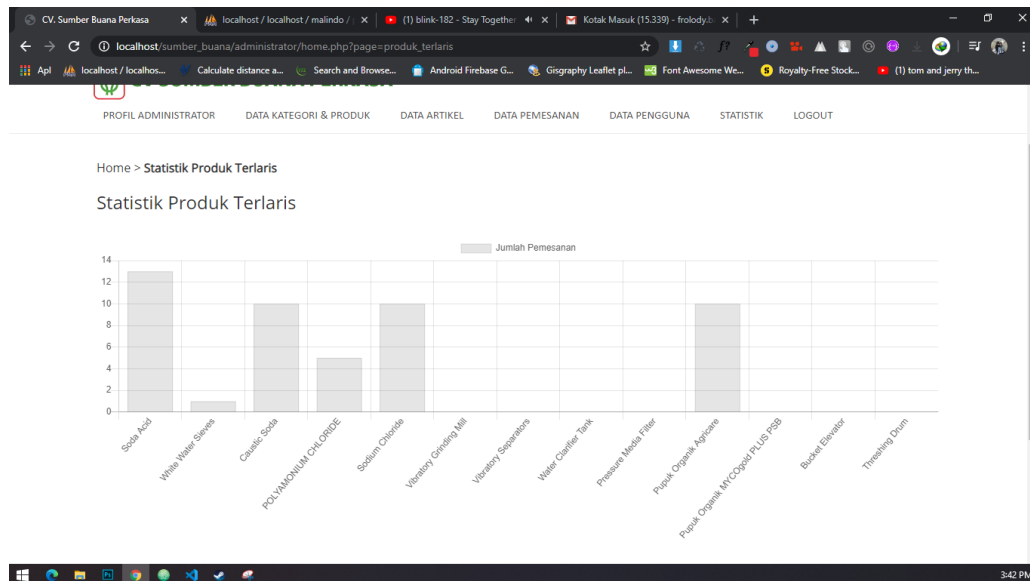 CV. Sumber Buana Perkasa
localhost / localhost / malindo /
(1) blink-182 - Stay Together
Kotak Masuk (15.339) - frolody.b
localhost/sumber_buana/administrator/home.php?page=produk_terlaris
Apl
localhost / localhos...
Calculate distance a...
Search and Browse...
Android Firebase G...
Gisgraphy Leaflet pl...
Font Awesome We...
Royalty-Free Stock...
(1) tom and jerry th...
CV SUMBER BUANA PERKASA
PROFIL ADMINISTRATOR DATA KATEGORI & PRODUK DATA ARTIKEL DATA PEMESANAN DATA PENGGUNA STATISTIK LOGOUT
Home > Statistik Produk Terlaris
Statistik Produk Terlaris
Jumlah Pemesanan
14
12
10
8
6
4
2
0
Soda Acid
White Water Sieves
Caustic Soda
POLYAMONIUM CHLORIDE
Sodium Chloride
Vibratory Grinding Mill
Vibratory Separators
Water Clarifier Tank
Pressure Media Filter
Pupuk Organik Agricare
Pupuk Organik MYCOgold PLUS PSB
Bucket Elevator
Threshing Drum
3:42 PM